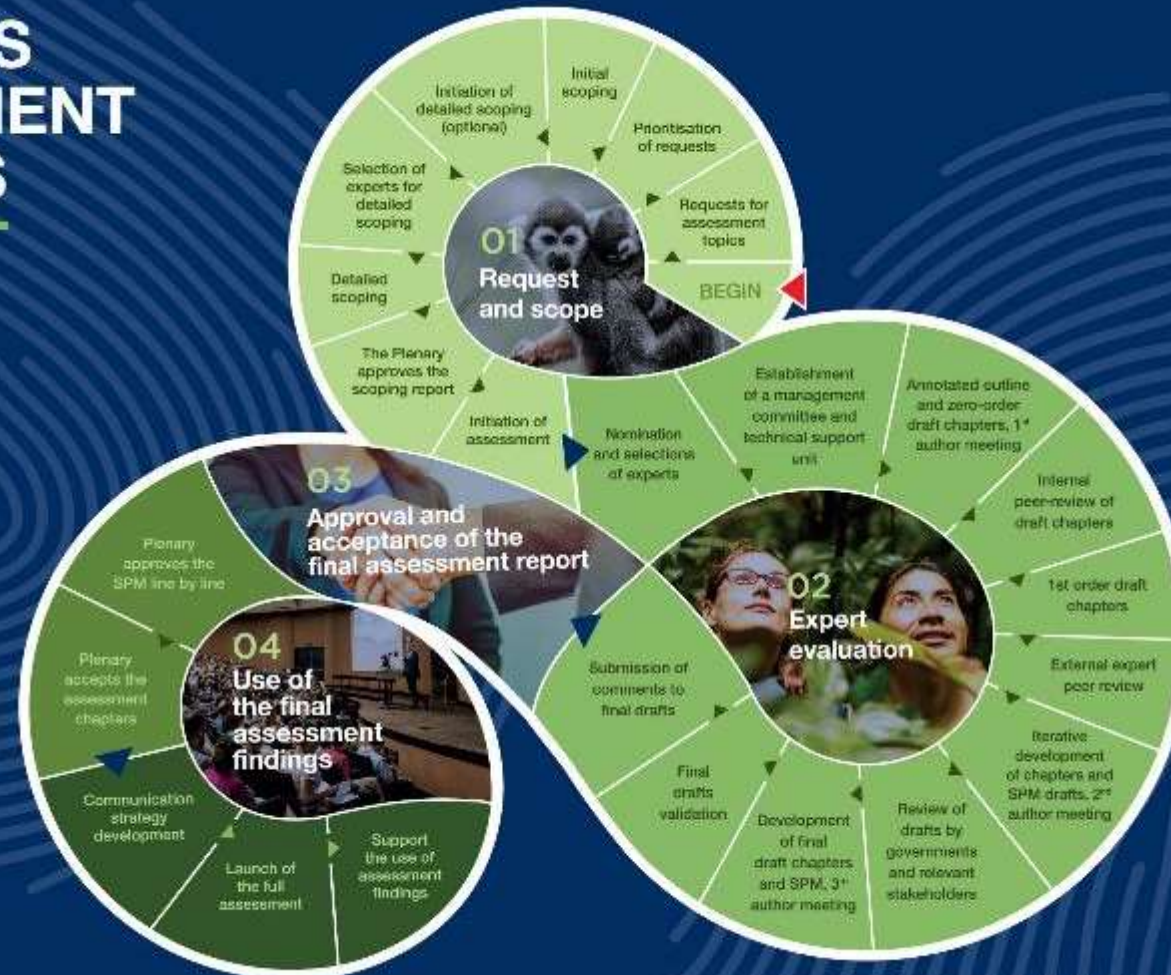 S
MENT
S
01
Request
and scope
BEGIN
Requests for
assessment
topics
Prioritisation
of requests
Initial
scoping
Initiation of
detailed scoping
(optional)
Selection of
experts for
detailed
scoping
Detailed
scoping
The Plenary
approves the
scoping report
Initiation of
assessment
02
Expert
evaluation
Nomination
and selections
of experts
Establishment
of a management
committee and
technical support
unit
Annotated outline
and zero-order
draft chapters, 1st
author meeting
Internal
peer-review of
draft chapters
1st order draft
chapters
External expert
peer review
Iterative
development
of chapters and
SPM drafts, 2nd
author meeting
Review of
drafts by
governments
and relevant
stakeholders
Development
of final
draft chapters
and SPM, 3rd
author meeting
Final
drafts
validation
Submission of
comments to
final drafts
03
Approval and
acceptance of the
final assessment report
Plenary
approves the
SPM line by line
Plenary
accepts the
assessment
chapters
04
Use of
the final
assessment
findings
Communication
strategy
development
Launch of
the full
assessment
Support
the use of
assessment
findings